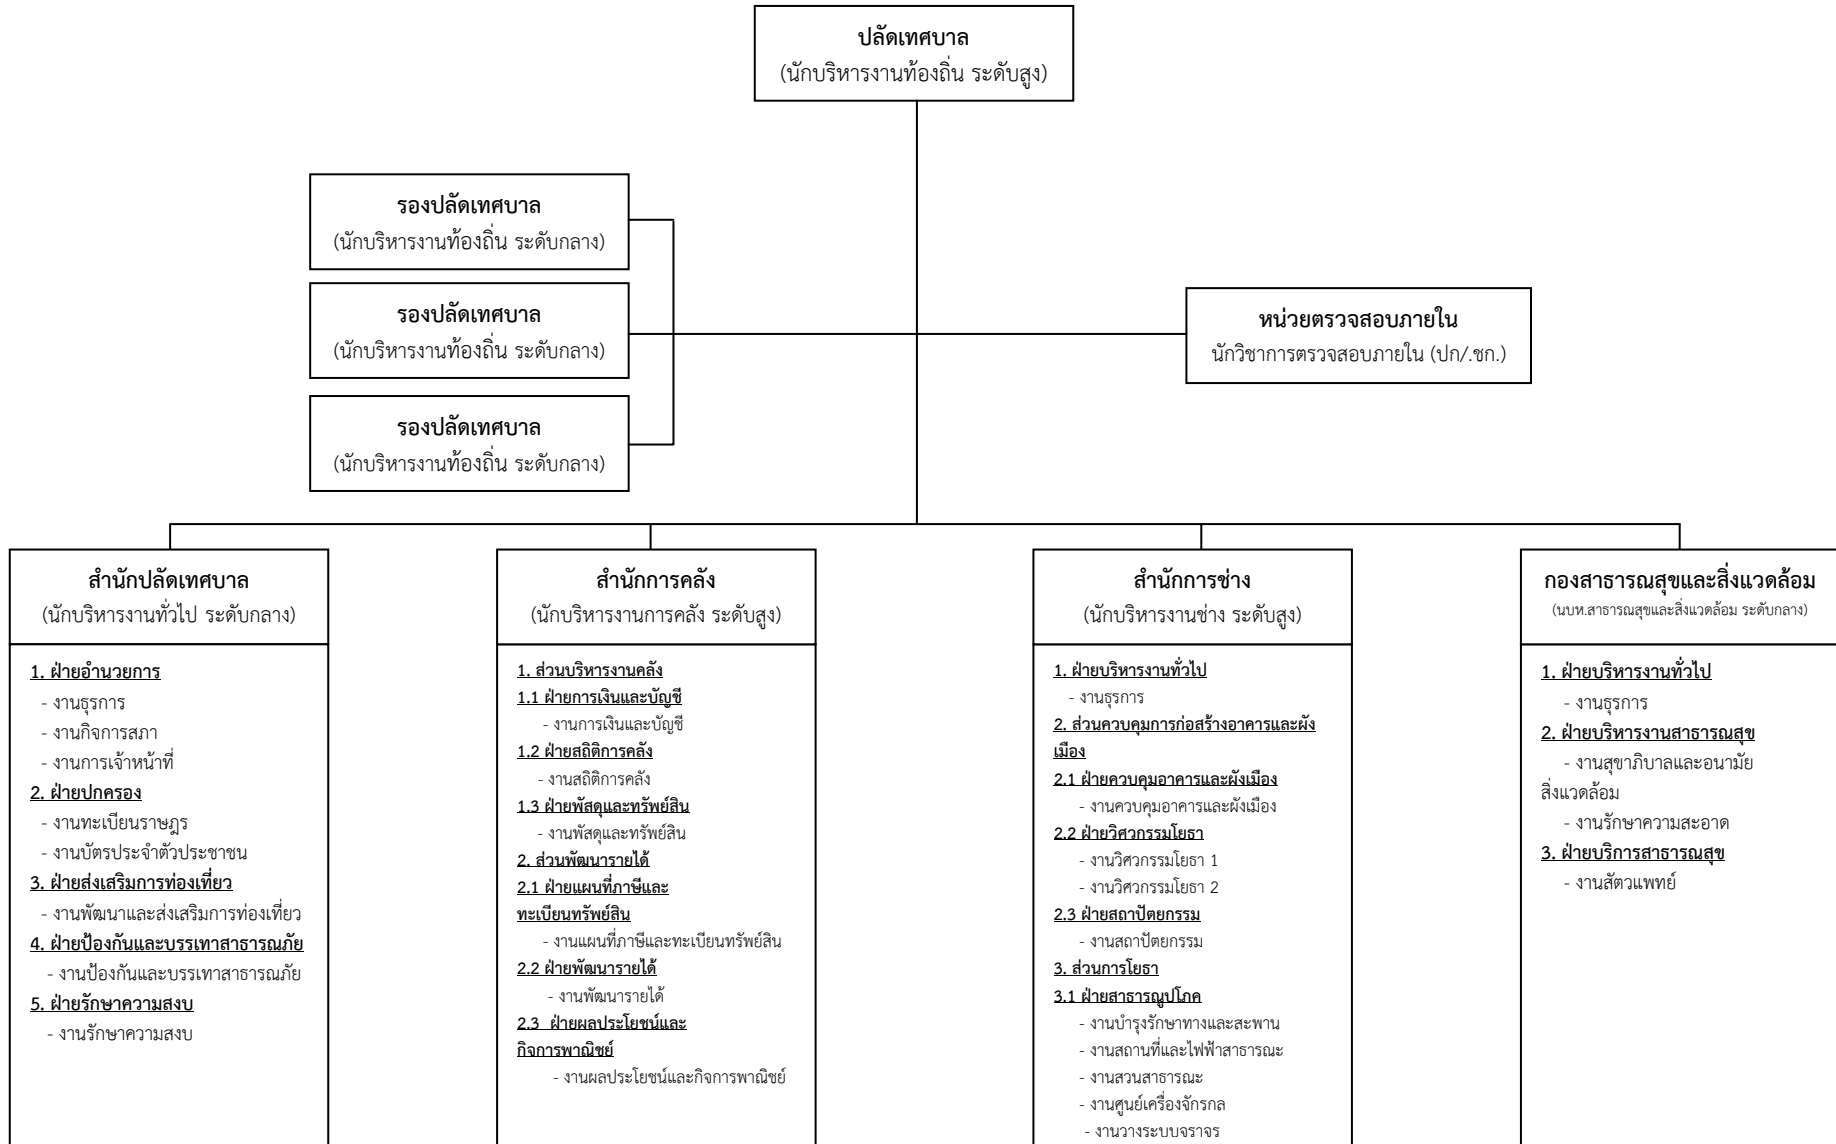 ปลัดเทศบาล
(นักบริหารงานท้องถิ่น ระดับสูง)
รองปลัดเทศบาล
(นักบริหารงานท้องถิ่น ระดับกลาง)
รองปลัดเทศบาล
(นักบริหารงานท้องถิ่น ระดับกลาง)
รองปลัดเทศบาล
(นักบริหารงานท้องถิ่น ระดับกลาง)
หน่วยตรวจสอบภายใน
นักวิชาการตรวจสอบภายใน (ปก/.ชก.)
สำนักปลัดเทศบาล
(นักบริหารงานทั่วไป ระดับกลาง)
1. ฝ่ายอำนวยการ
- งานธุรการ
- งานกิจการสภา
- งานการเจ้าหน้าที่
2. ฝ่ายปกครอง
- งานทะเบียนราษฎร
- งานบัตรประจำตัวประชาชน
3. ฝ่ายส่งเสริมการท่องเที่ยว
- งานพัฒนาและส่งเสริมการท่องเที่ยว
4. ฝ่ายป้องกันและบรรเทาสาธารณภัย
- งานป้องกันและบรรเทาสาธารณภัย
5. ฝ่ายรักษาความสงบ
- งานรักษาความสงบ
สำนักการคลัง
(นักบริหารงานการคลัง ระดับสูง)
1. ส่วนบริหารงานคลัง
1.1 ฝ่ายการเงินและบัญชี
- งานการเงินและบัญชี
1.2 ฝ่ายสถิติการคลัง
- งานสถิติการคลัง
1.3 ฝ่ายพัสดุและทรัพย์สิน
- งานพัสดุและทรัพย์สิน
2. ส่วนพัฒนารายได้
2.1 ฝ่ายแผนที่ภาษีและ
ทะเบียนทรัพย์สิน
- งานแผนที่ภาษีและทะเบียนทรัพย์สิน
2.2 ฝ่ายพัฒนารายได้
- งานพัฒนารายได้
2.3 ฝ่ายผลประโยชน์และ
กิจการพาณิชย์
- งานผลประโยชน์และกิจการพาณิชย์
สำนักการช่าง
(นักบริหารงานช่าง ระดับสูง)
1. ฝ่ายบริหารงานทั่วไป
- งานธุรการ
2. ส่วนควบคุมการก่อสร้างอาคารและผัง
เมือง
2.1 ฝ่ายควบคุมอาคารและผังเมือง
- งานควบคุมอาคารและผังเมือง
2.2 ฝ่ายวิศวกรรมโยธา
- งานวิศวกรรมโยธา 1
- งานวิศวกรรมโยธา 2
2.3 ฝ่ายสถาปัตยกรรม
- งานสถาปัตยกรรม
3. ส่วนการโยธา
3.1 ฝ่ายสาธารณูปโภค
- งานบำรุงรักษาทางและสะพาน
- งานสถานที่และไฟฟ้าสาธารณะ
- งานสวนสาธารณะ
- งานศูนย์เครื่องจักรกล
- งานวางระบบจราจร
กองสาธารณสุขและสิ่งแวดล้อม
(นบห.สาธารณสุขและสิ่งแวดล้อม ระดับกลาง)
1. ฝ่ายบริหารงานทั่วไป
- งานธุรการ
2. ฝ่ายบริหารงานสาธารณสุข
- งานสุขาภิบาลและอนามัย
สิ่งแวดล้อม
- งานรักษาความสะอาด
3. ฝ่ายบริการสาธารณสุข
- งานสัตวแพทย์